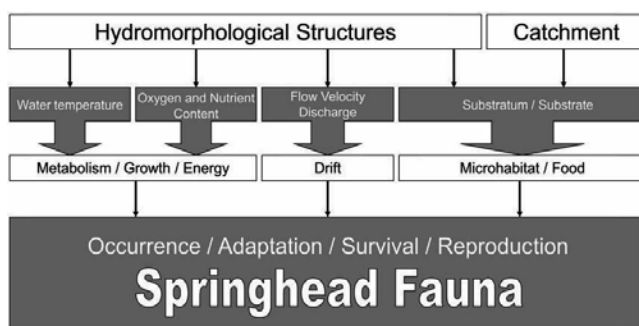 Hydromorphological Structures
Catchment
Water temperature
Oxygen and Nutrient
Content
Flow Velocity
Discharge
Substratum / Substrate
Metabolism / Growth / Energy
Drift
Microhabitat / Food
Occurrence / Adaptation / Survival / Reproduction
Springhead Fauna